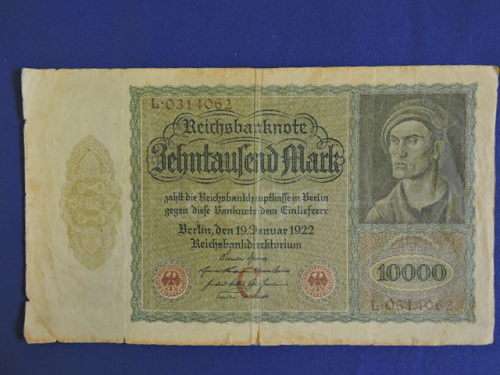 L·0314062
Reichsbanknote
Zehntausend Mark
zahlt die Reichsbankhauptkasse in Berlin
gegen diese Banknote dem Einlieferer
Berlin, den 19. Januar 1922
Reichsbankdirektorium
10000
L·0314062